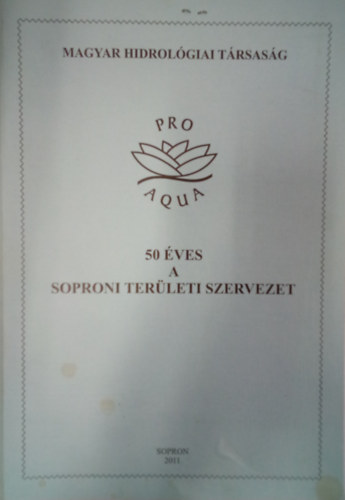 MAGYAR HIDROLÓGIAI TÁRSASÁG
PRO
AQUA
50 ÉVES
A
SOPRONI TERÜLETI SZERVEZET
SOPRON
2011